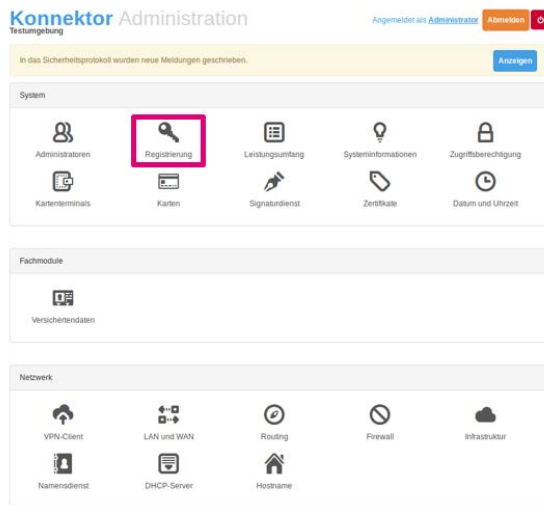 Konnektor Administration
Testumgebung
Angemeldet als Administrator Abmelden
In das Sicherheitsprotokoll wurden neue Meldungen geschrieben. Anzeigen
System
Administratoren Registrierung Leistungsumfang Systeminformationen Zugriffsberechtigung
Kartenterminals Karten Signaturdienst Zertifikate Datum und Uhrzeit
Fachmodule
Versichertendaten
Netzwerk
VPN-Client LAN und WAN Routing Firewall Infrastruktur
Namensdienst DHCP-Server Hostname